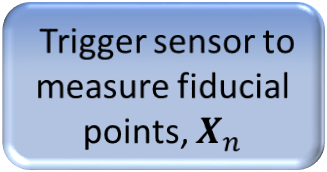 Trigger sensor to
measure fiducial
points, 𝑿ₙ